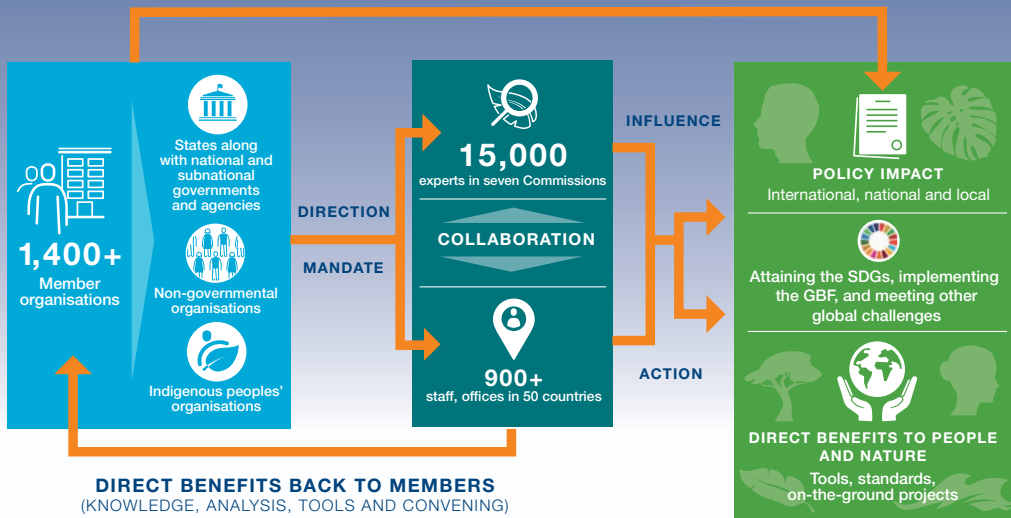 1,400+
Member
organisations
States along
with national and
subnational
governments
and agencies
Non-governmental
organisations
Indigenous peoples'
organisations
DIRECTION
MANDATE
15,000
experts in seven Commissions
COLLABORATION
900+
staff, offices in 50 countries
INFLUENCE
ACTION
POLICY IMPACT
International, national and local
Attaining the SDGs, implementing
the GBF, and meeting other
global challenges
DIRECT BENEFITS TO PEOPLE
AND NATURE
Tools, standards,
on-the-ground projects
DIRECT BENEFITS BACK TO MEMBERS
(KNOWLEDGE, ANALYSIS, TOOLS AND CONVENING)